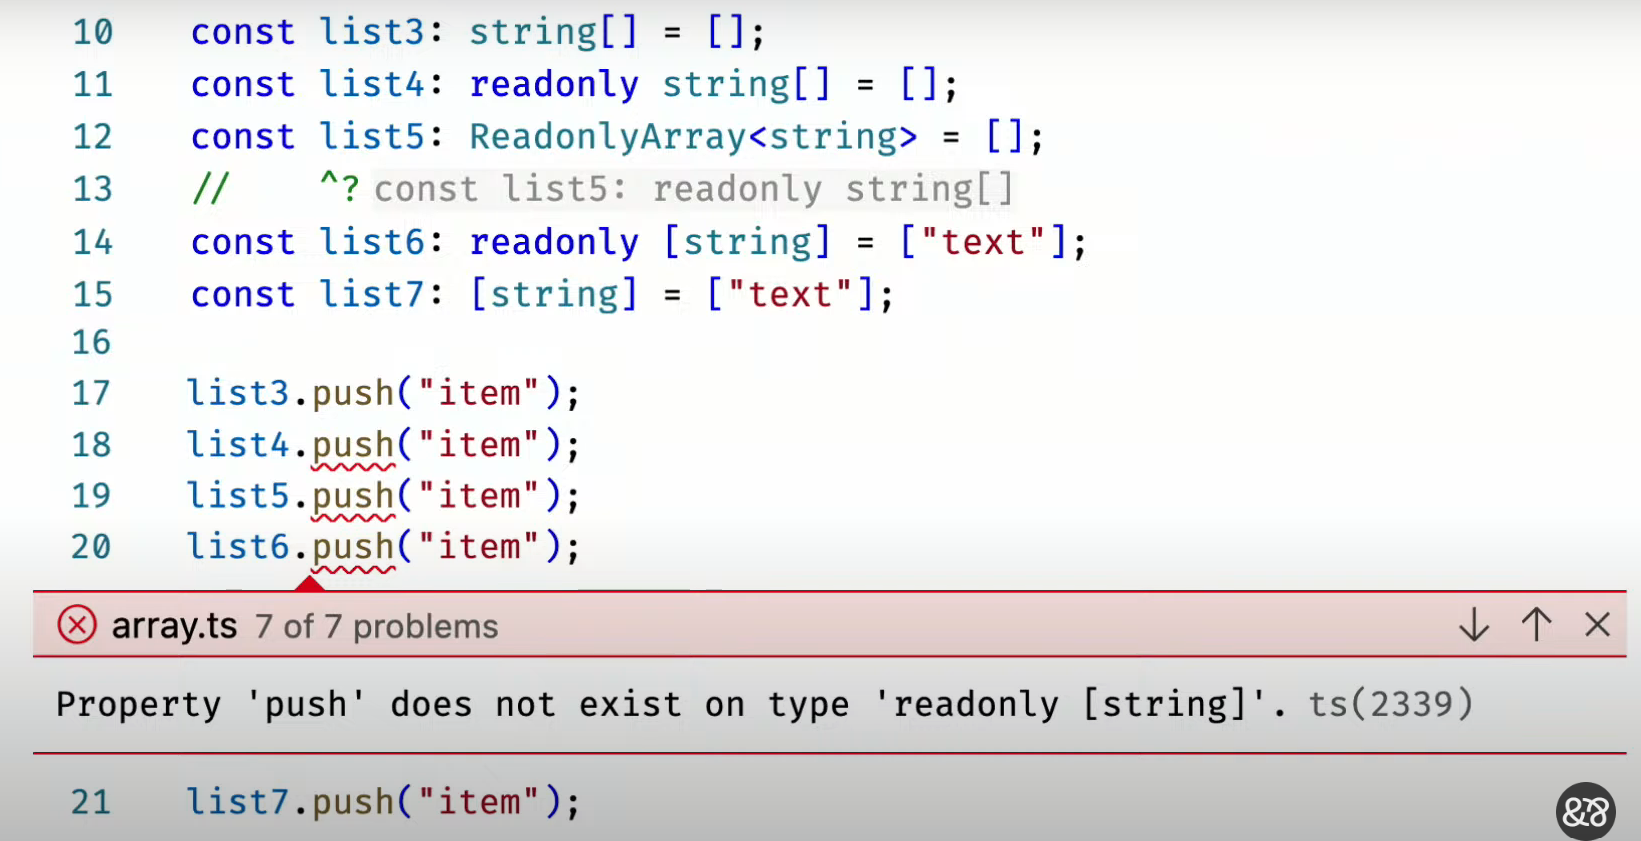 10 const list3: string[] = [];
11 const list4: readonly string[] = [];
12 const list5: ReadonlyArray<string> = [];
13 // ^? const list5: readonly string[]
14 const list6: readonly [string] = ["text"];
15 const list7: [string] = ["text"];
16
17 list3.push("item");
18 list4.push("item");
19 list5.push("item");
20 list6.push("item");
array.ts 7 of 7 problems
Property 'push' does not exist on type 'readonly [string]'. ts(2339)
21 list7.push("item");